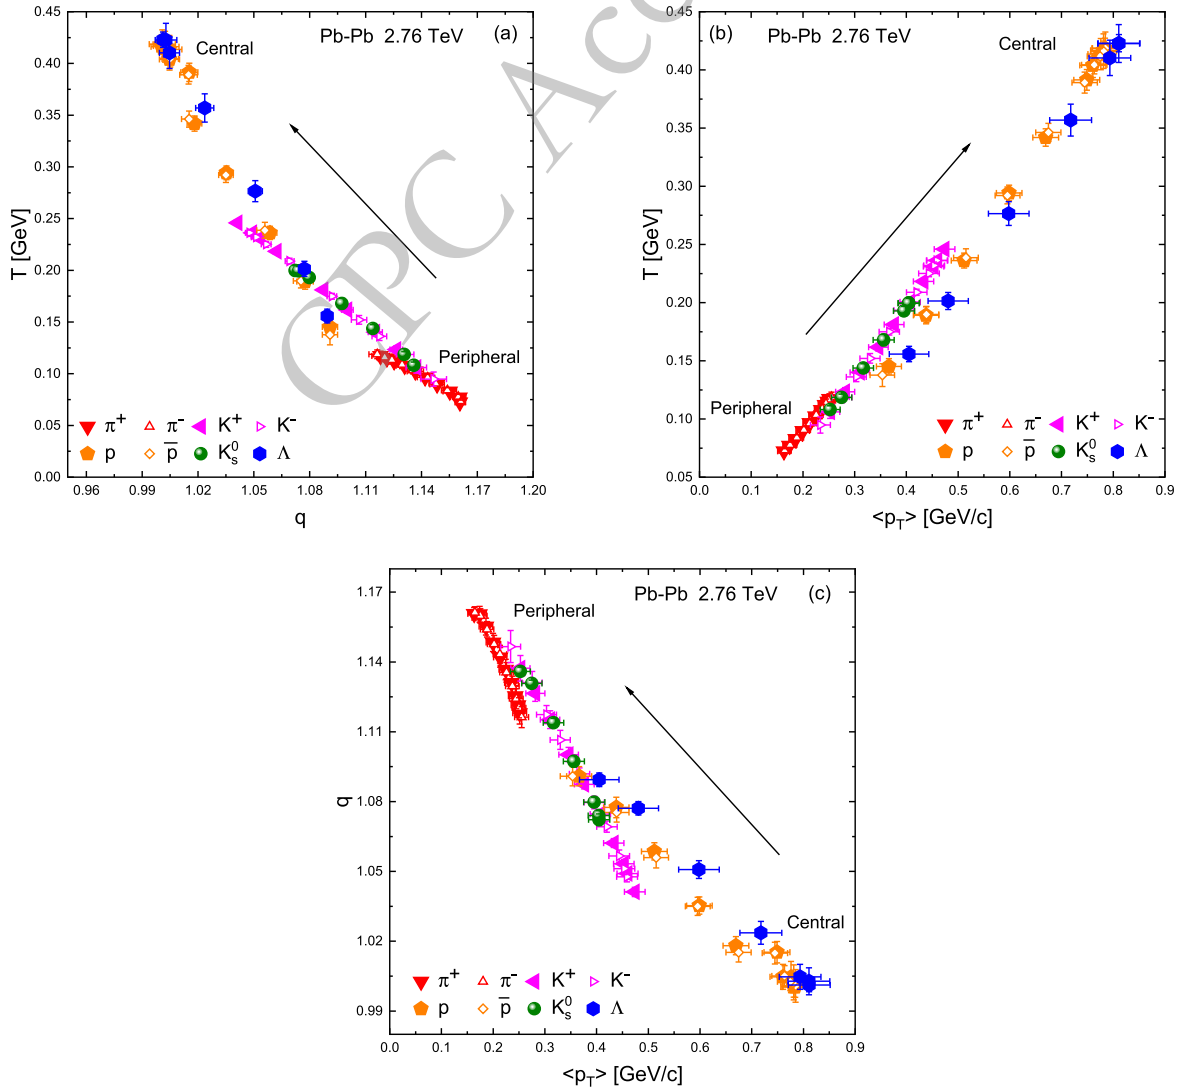 Pb-Pb 2.76 TeV (a)
Central
Peripheral
0.45
0.40
0.35
0.30
0.25
0.20
0.15
0.10
0.05
0.00
T [GeV]
π⁺ π⁻ K⁺ K⁻
p p̅ K⁰ₛ Λ
0.96 0.99 1.02 1.05 1.08 1.11 1.14 1.17 1.20
q
Pb-Pb 2.76 TeV (b)
Central
Peripheral
0.45
0.40
0.35
0.30
0.25
0.20
0.15
0.10
0.05
T [GeV]
π⁺ π⁻ K⁺ K⁻
p p̅ K⁰ₛ Λ
0.0 0.1 0.2 0.3 0.4 0.5 0.6 0.7 0.8 0.9
<p_T> [GeV/c]
CPC Acc
Pb-Pb 2.76 TeV (c)
Peripheral
Central
1.17
1.14
1.11
1.08
1.05
1.02
0.99
q
π⁺ π⁻ K⁺ K⁻
p p̅ K⁰ₛ Λ
0.0 0.1 0.2 0.3 0.4 0.5 0.6 0.7 0.8 0.9
<p_T> [GeV/c]